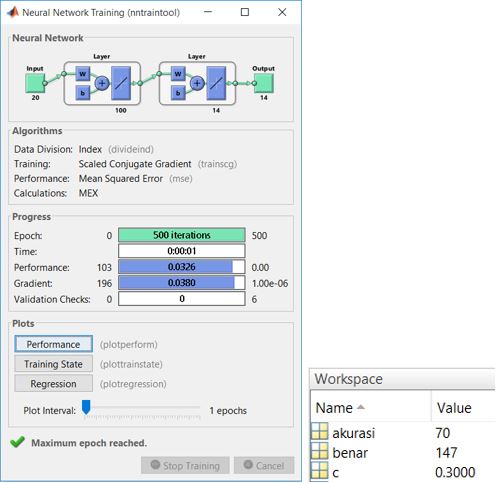 Neural Network Training (nntraintool)
Neural Network
Layer Layer
Input Output
W W
b b
20 14
100 14
Algorithms
Data Division: Index (divideind)
Training: Scaled Conjugate Gradient (trainscg)
Performance: Mean Squared Error (mse)
Calculations: MEX
Progress
Epoch: 0 500 iterations 500
Time: 0:00:01
Performance: 103 0.0326 0.00
Gradient: 196 0.0380 1.00e-06
Validation Checks: 0 0 6
Plots
Performance (plotperform)
Training State (plottrainstate)
Regression (plotregression)
Plot Interval: 1 epochs
Maximum epoch reached.
Stop Training Cancel
Workspace
Name Value
akurasi 70
benar 147
c 0.3000